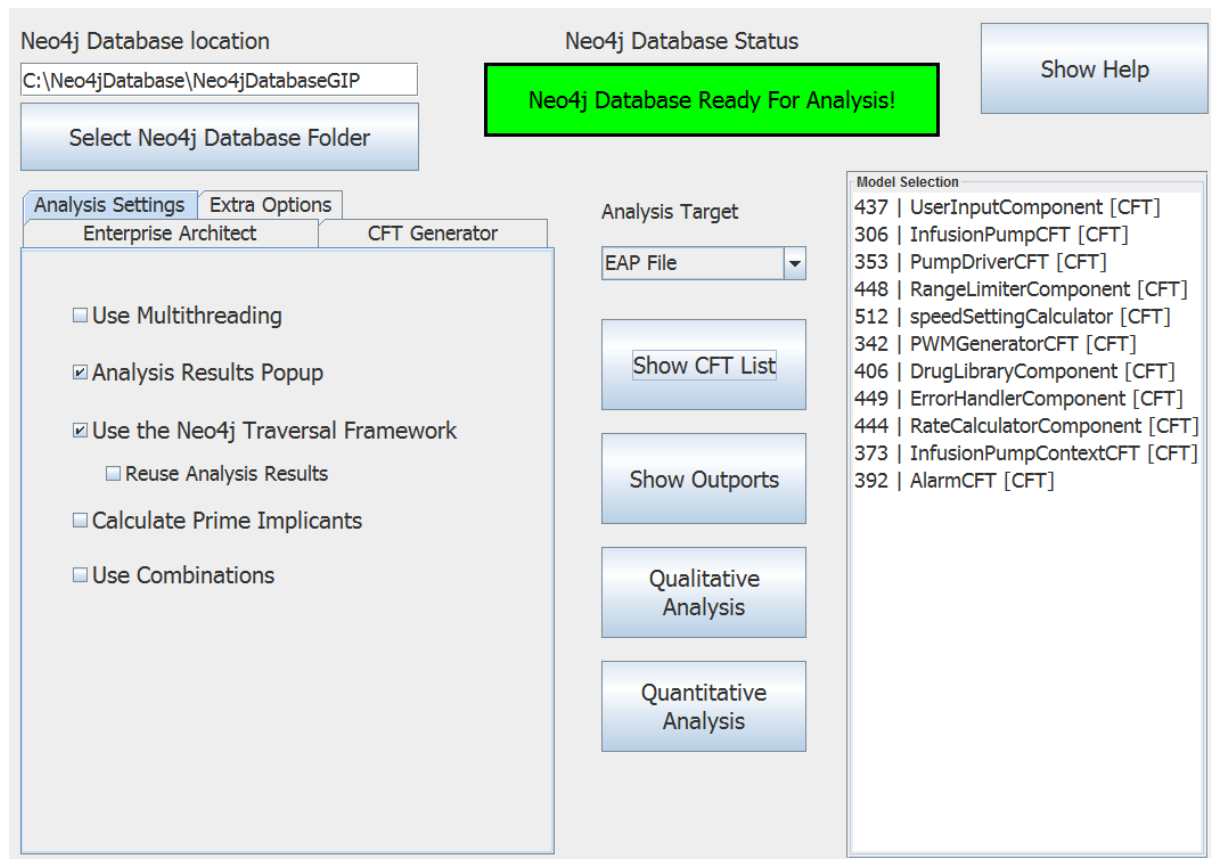 Neo4j Database location
Neo4j Database Status
Show Help
C:\Neo4jDatabase\Neo4jDatabaseGIP
Neo4j Database Ready For Analysis!
Select Neo4j Database Folder
Analysis Settings
Extra Options
Enterprise Architect
CFT Generator
Use Multithreading
Analysis Results Popup
Use the Neo4j Traversal Framework
Reuse Analysis Results
Calculate Prime Implicants
Use Combinations
Analysis Target
EAP File
Show CFT List
Show Outports
Qualitative
Analysis
Quantitative
Analysis
Model Selection
437 | UserInputComponent [CFT]
306 | InfusionPumpCFT [CFT]
353 | PumpDriverCFT [CFT]
448 | RangeLimiterComponent [CFT]
512 | speedSettingCalculator [CFT]
342 | PWMGeneratorCFT [CFT]
406 | DrugLibraryComponent [CFT]
449 | ErrorHandlerComponent [CFT]
444 | RateCalculatorComponent [CFT]
373 | InfusionPumpContextCFT [CFT]
392 | AlarmCFT [CFT]